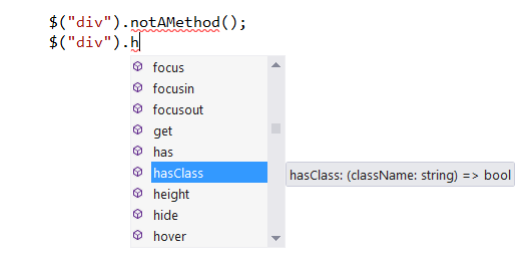 $("div").notAMethod();
$("div").h
focus
focusin
focusout
get
has
hasClass
hasClass: (className: string) => bool
height
hide
hover